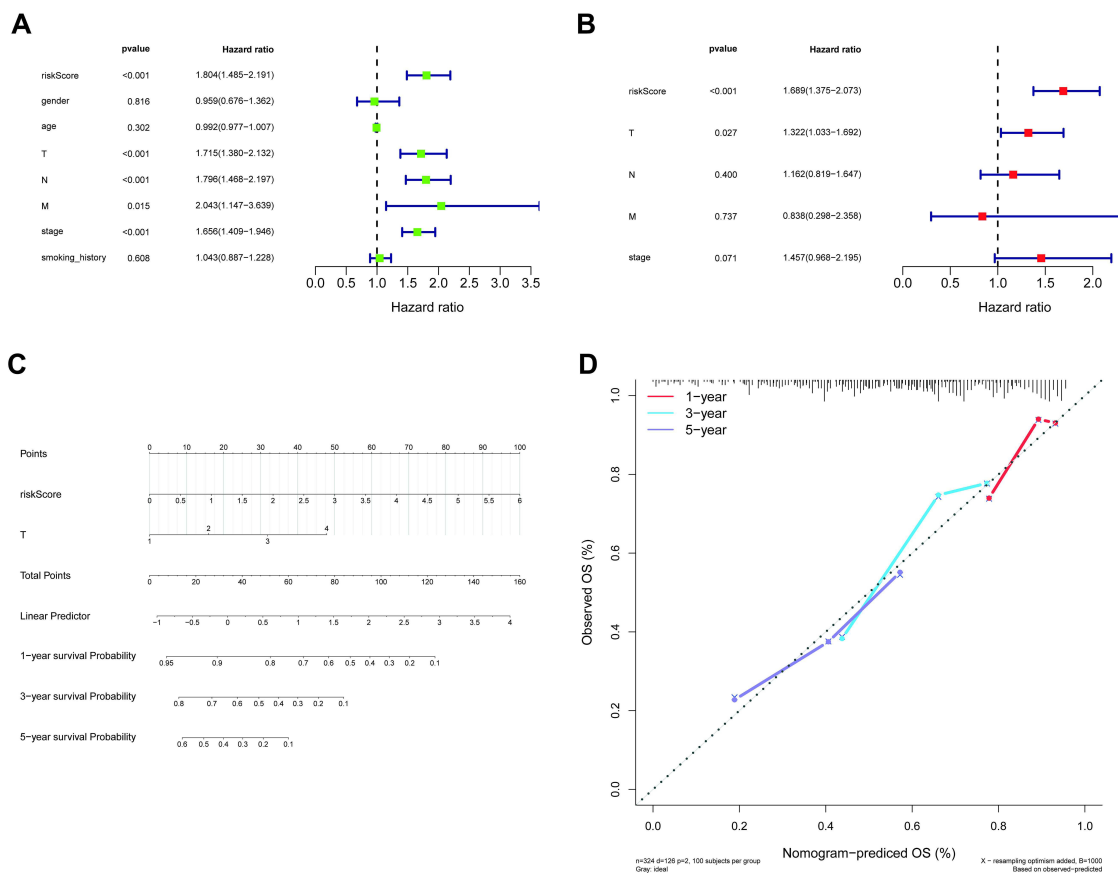 A
pvalue Hazard ratio
riskScore <0.001 1.804(1.485−2.191)
gender 0.816 0.959(0.676−1.362)
age 0.302 0.992(0.977−1.007)
T <0.001 1.715(1.380−2.132)
N <0.001 1.796(1.468−2.197)
M 0.015 2.043(1.147−3.639)
stage <0.001 1.656(1.409−1.946)
smoking_history 0.608 1.043(0.887−1.228)
0.0 0.5 1.0 1.5 2.0 2.5 3.0 3.5
Hazard ratio
B
pvalue Hazard ratio
riskScore <0.001 1.689(1.375−2.073)
T 0.027 1.322(1.033−1.692)
N 0.400 1.162(0.819−1.647)
M 0.737 0.838(0.298−2.358)
stage 0.071 1.457(0.968−2.195)
0.0 0.5 1.0 1.5 2.0
Hazard ratio
C
0 10 20 30 40 50 60 70 80 90 100
Points
riskScore
0 0.5 1 1.5 2 2.5 3 3.5 4 4.5 5 5.5 6
2 4
T
1 3
Total Points
0 20 40 60 80 100 120 140 160
Linear Predictor
−1 −0.5 0 0.5 1 1.5 2 2.5 3 3.5 4
1−year survival Probability
0.95 0.9 0.8 0.7 0.6 0.5 0.4 0.3 0.2 0.1
3−year survival Probability
0.8 0.7 0.6 0.5 0.4 0.3 0.2 0.1
5−year survival Probability
0.6 0.5 0.4 0.3 0.2 0.1
D
1−year
3−year
5−year
1.0
0.8
0.6
0.4
0.2
0.0
Observed OS (%)
0.0 0.2 0.4 0.6 0.8 1.0
Nomogram−prediced OS (%)
n=324 d=126 p=2, 100 subjects per group
Gray: ideal
X − resampling optimism added, B=1000
Based on observed−predicted